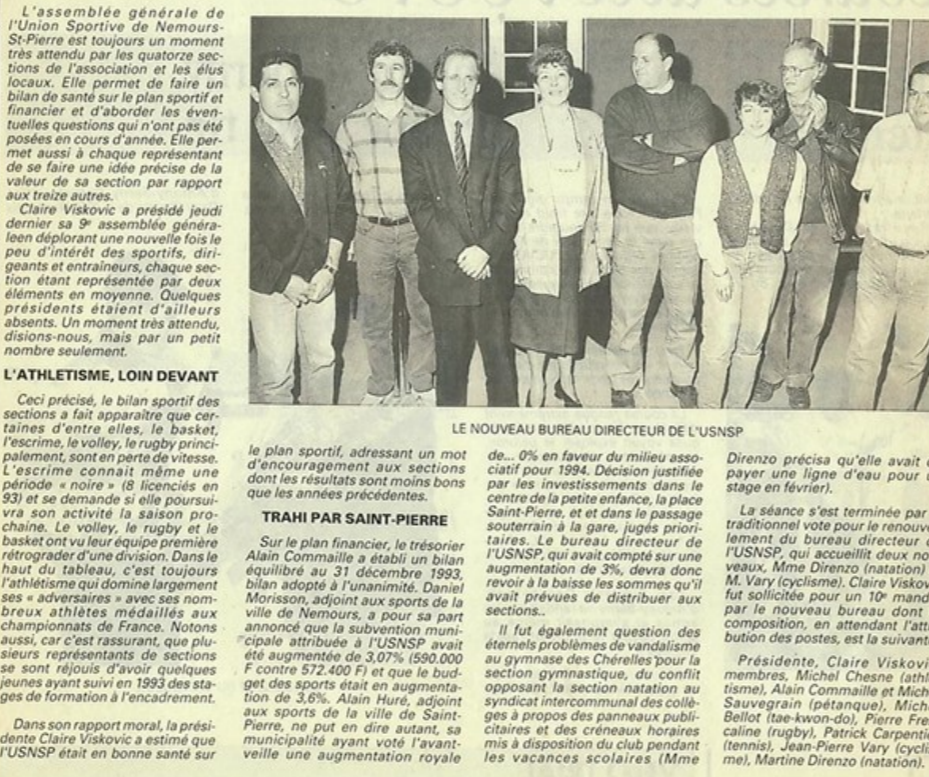 L'assemblée générale de
l'Union Sportive de Nemours-
St-Pierre est toujours un moment
très attendu par les quatorze sec-
tions de l'association et les élus
locaux. Elle permet de faire un
bilan de santé sur le plan sportif et
financier et d'aborder les éven-
tuelles questions qui n'ont pas été
posées en cours d'année. Elle per-
met aussi à chaque représentant
de se faire une idée précise de la
valeur de sa section par rapport
aux treize autres.
Claire Viskovic a présidé jeudi
dernier sa 9e assemblée généra-
leen déplorant une nouvelle fois le
peu d'intérêt des sportifs, diri-
geants et entraîneurs, chaque sec-
tion étant représentée par deux
éléments en moyenne. Quelques
présidents étaient d'ailleurs
absents. Un moment très attendu,
disions-nous, mais par un petit
nombre seulement.
L'ATHLETISME, LOIN DEVANT
Ceci précisé, le bilan sportif des
sections a fait apparaître que cer-
taines d'entre elles, le basket,
l'escrime, le volley, le rugby princi-
palement, sont en perte de vitesse.
L'escrime connait même une
période « noire » (8 licenciés en
93) et se demande si elle poursui-
vra son activité la saison pro-
chaine. Le volley, le rugby et le
basket ont vu leur équipe première
rétrograder d'une division. Dans le
haut du tableau, c'est toujours
l'athlétisme qui domine largement
ses « adversaires » avec ses nom-
breux athlètes médaillés aux
championnats de France. Notons
aussi, car c'est rassurant, que plu-
sieurs représentants de sections
se sont réjouis d'avoir quelques
jeunes ayant suivi en 1993 des sta-
ges de formation à l'encadrement.
Dans son rapport moral, la prési-
dente Claire Viskovic a estimé que
l'USNSP était en bonne santé sur
LE NOUVEAU BUREAU DIRECTEUR DE L'USNSP
le plan sportif, adressant un mot
d'encouragement aux sections
dont les résultats sont moins bons
que les années précédentes.
TRAHI PAR SAINT-PIERRE
Sur le plan financier, le trésorier
Alain Commaille a établi un bilan
équilibré au 31 décembre 1993,
bilan adopté à l'unanimité. Daniel
Morisson, adjoint aux sports de la
ville de Nemours, a pour sa part
annoncé que la subvention muni-
cipale attribuée à l'USNSP avait
été augmentée de 3,07% (590.000
F contre 572.400 F) et que le bud-
get des sports était en augmenta-
tion de 3,6%. Alain Huré, adjoint
aux sports de la ville de Saint-
Pierre, ne put en dire autant, sa
municipalité ayant voté l'avant-
veille une augmentation royale
de... 0% en faveur du milieu asso-
ciatif pour 1994. Décision justifiée
par les investissements dans le
centre de la petite enfance, la place
Saint-Pierre, et et dans le passage
souterrain à la gare, jugés priori-
taires. Le bureau directeur de
l'USNSP, qui avait compté sur une
augmentation de 3%, devra donc
revoir à la baisse les sommes qu'il
avait prévues de distribuer aux
sections..
Il fut également question des
éternels problèmes de vandalisme
au gymnase des Chérelles pour la
section gymnastique, du conflit
opposant la section natation au
syndicat intercommunal des collè-
ges à propos des panneaux publi-
citaires et des créneaux horaires
mis à disposition du club pendant
les vacances scolaires (Mme
Direnzo précisa qu'elle avait
payer une ligne d'eau pour
stage en février).
La séance s'est terminée par
traditionnel vote pour le renouve
lement du bureau directeur
l'USNSP, qui accueillit deux no
veaux, Mme Direnzo (natation)
M. Vary (cyclisme). Claire Viskov
fut sollicitée pour un 10e mand
par le nouveau bureau dont
composition, en attendant l'att
bution des postes, est la suivant
Présidente, Claire Viskovi
membres, Michel Chesne (athl
tisme), Alain Commaille et Mich
Sauvegrain (pétanque), Mich
Bellot (tae-kwon-do), Pierre Fre
caline (rugby), Patrick Carpenti
(tennis), Jean-Pierre Vary (cycli
me), Martine Direnzo (natation).